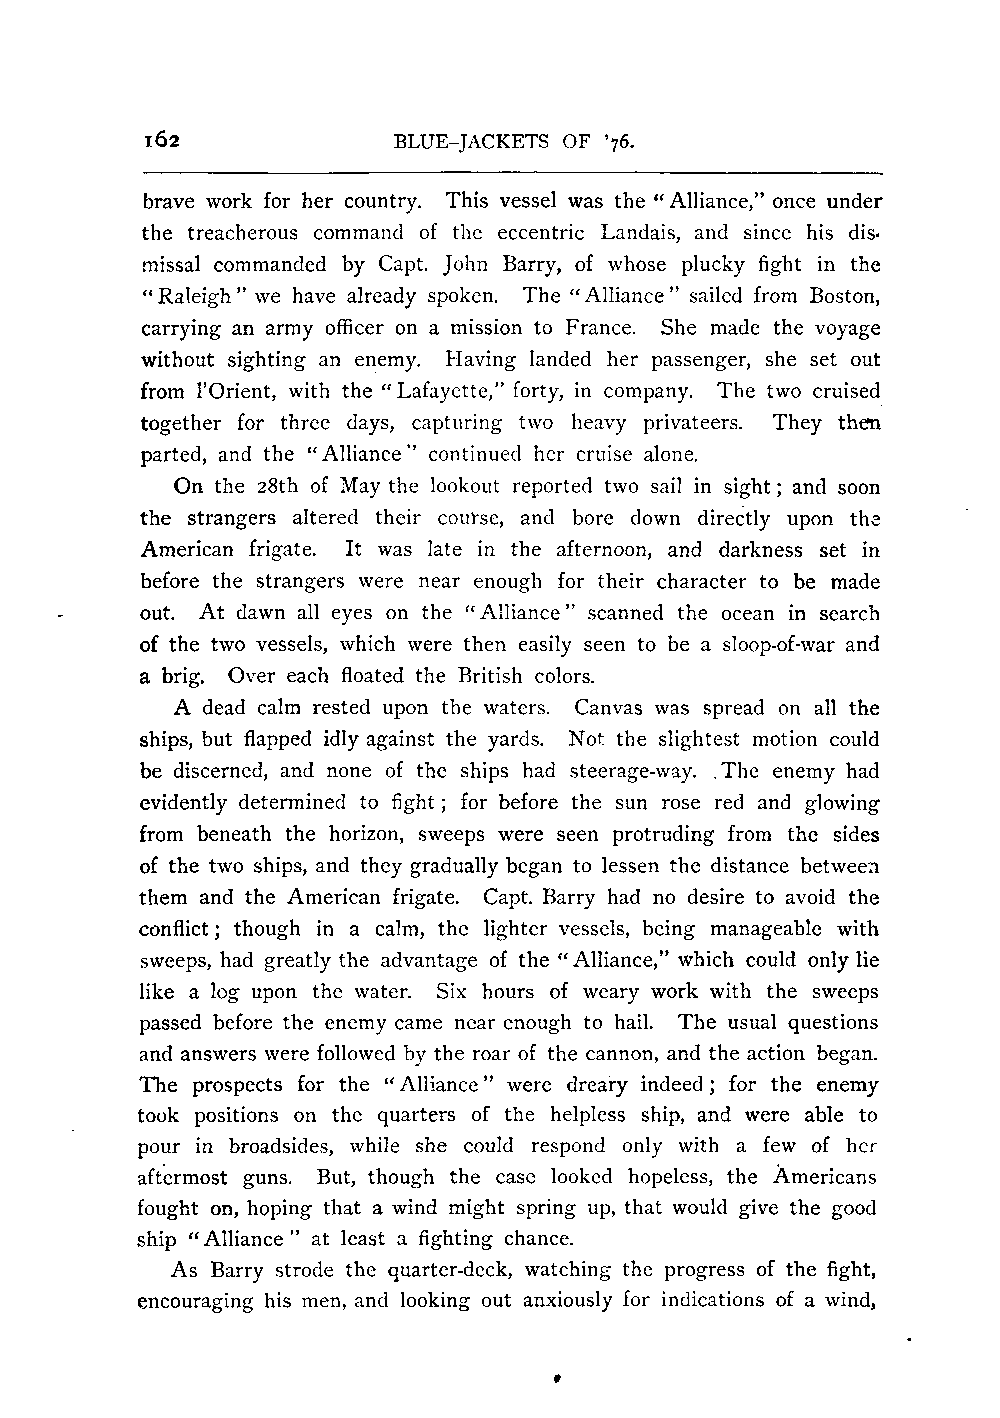 162 BLUE-JACKETS OF '76.
brave work for her country. This vessel was the "Alliance," once under
the treacherous command of the eccentric Landais, and since his dis-
missal commanded by Capt. John Barry, of whose plucky fight in the
"Raleigh" we have already spoken. The "Alliance" sailed from Boston,
carrying an army officer on a mission to France. She made the voyage
without sighting an enemy. Having landed her passenger, she set out
from l'Orient, with the "Lafayette," forty, in company. The two cruised
together for three days, capturing two heavy privateers. They then
parted, and the "Alliance" continued her cruise alone.
On the 28th of May the lookout reported two sail in sight; and soon
the strangers altered their course, and bore down directly upon the
American frigate. It was late in the afternoon, and darkness set in
before the strangers were near enough for their character to be made
out. At dawn all eyes on the "Alliance" scanned the ocean in search
of the two vessels, which were then easily seen to be a sloop-of-war and
a brig. Over each floated the British colors.
A dead calm rested upon the waters. Canvas was spread on all the
ships, but flapped idly against the yards. Not the slightest motion could
be discerned, and none of the ships had steerage-way. The enemy had
evidently determined to fight; for before the sun rose red and glowing
from beneath the horizon, sweeps were seen protruding from the sides
of the two ships, and they gradually began to lessen the distance between
them and the American frigate. Capt. Barry had no desire to avoid the
conflict; though in a calm, the lighter vessels, being manageable with
sweeps, had greatly the advantage of the "Alliance," which could only lie
like a log upon the water. Six hours of weary work with the sweeps
passed before the enemy came near enough to hail. The usual questions
and answers were followed by the roar of the cannon, and the action began.
The prospects for the "Alliance" were dreary indeed; for the enemy
took positions on the quarters of the helpless ship, and were able to
pour in broadsides, while she could respond only with a few of her
aftermost guns. But, though the case looked hopeless, the Americans
fought on, hoping that a wind might spring up, that would give the good
ship "Alliance" at least a fighting chance.
As Barry strode the quarter-deck, watching the progress of the fight,
encouraging his men, and looking out anxiously for indications of a wind,